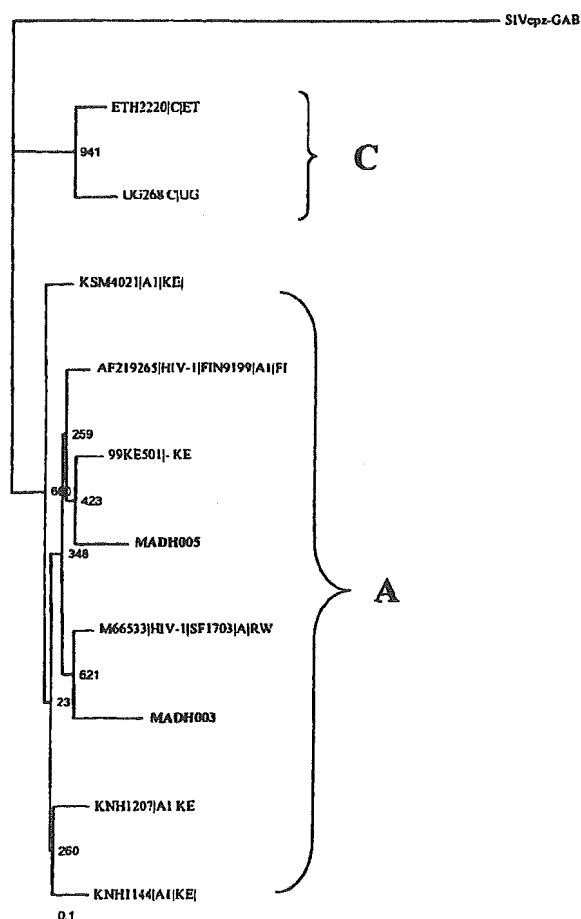 SIVcpz-GAB
ETH2220|C|ET
941
C
UG268 C|UG
KSM4021|A1|KE|
AF219265|HIV-1|FIN9199|A1|FI
259
99KE501|- KE
423
MADH005
348
A
M66533|HIV-1|SF1703|A|RW
621
23
MADH003
KNH1207|A1 KE
260
KNH1144|A1|KE|
0.1